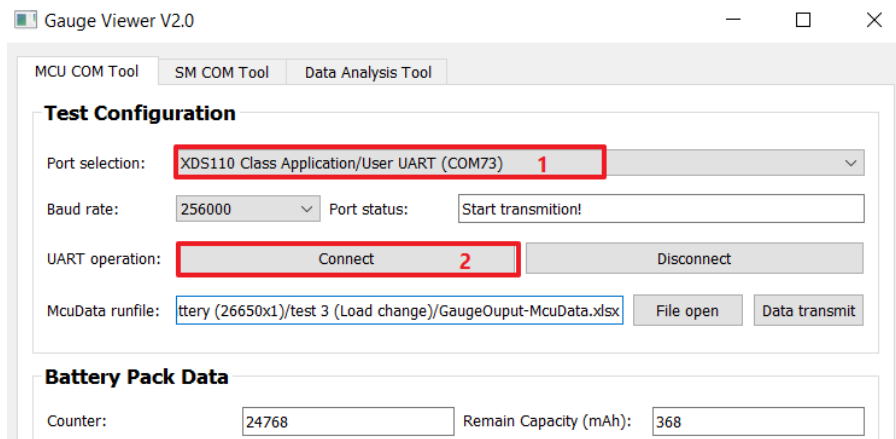 Gauge Viewer V2.0
MCU COM Tool SM COM Tool Data Analysis Tool
Test Configuration
Port selection: XDS110 Class Application/User UART (COM73) 1
Baud rate: 256000 Port status: Start transmition!
UART operation: Connect 2 Disconnect
McuData runfile: ttery (26650x1)/test 3 (Load change)/GaugeOuput-McuData.xlsx File open Data transmit
Battery Pack Data
Counter: 24768 Remain Capacity (mAh): 368